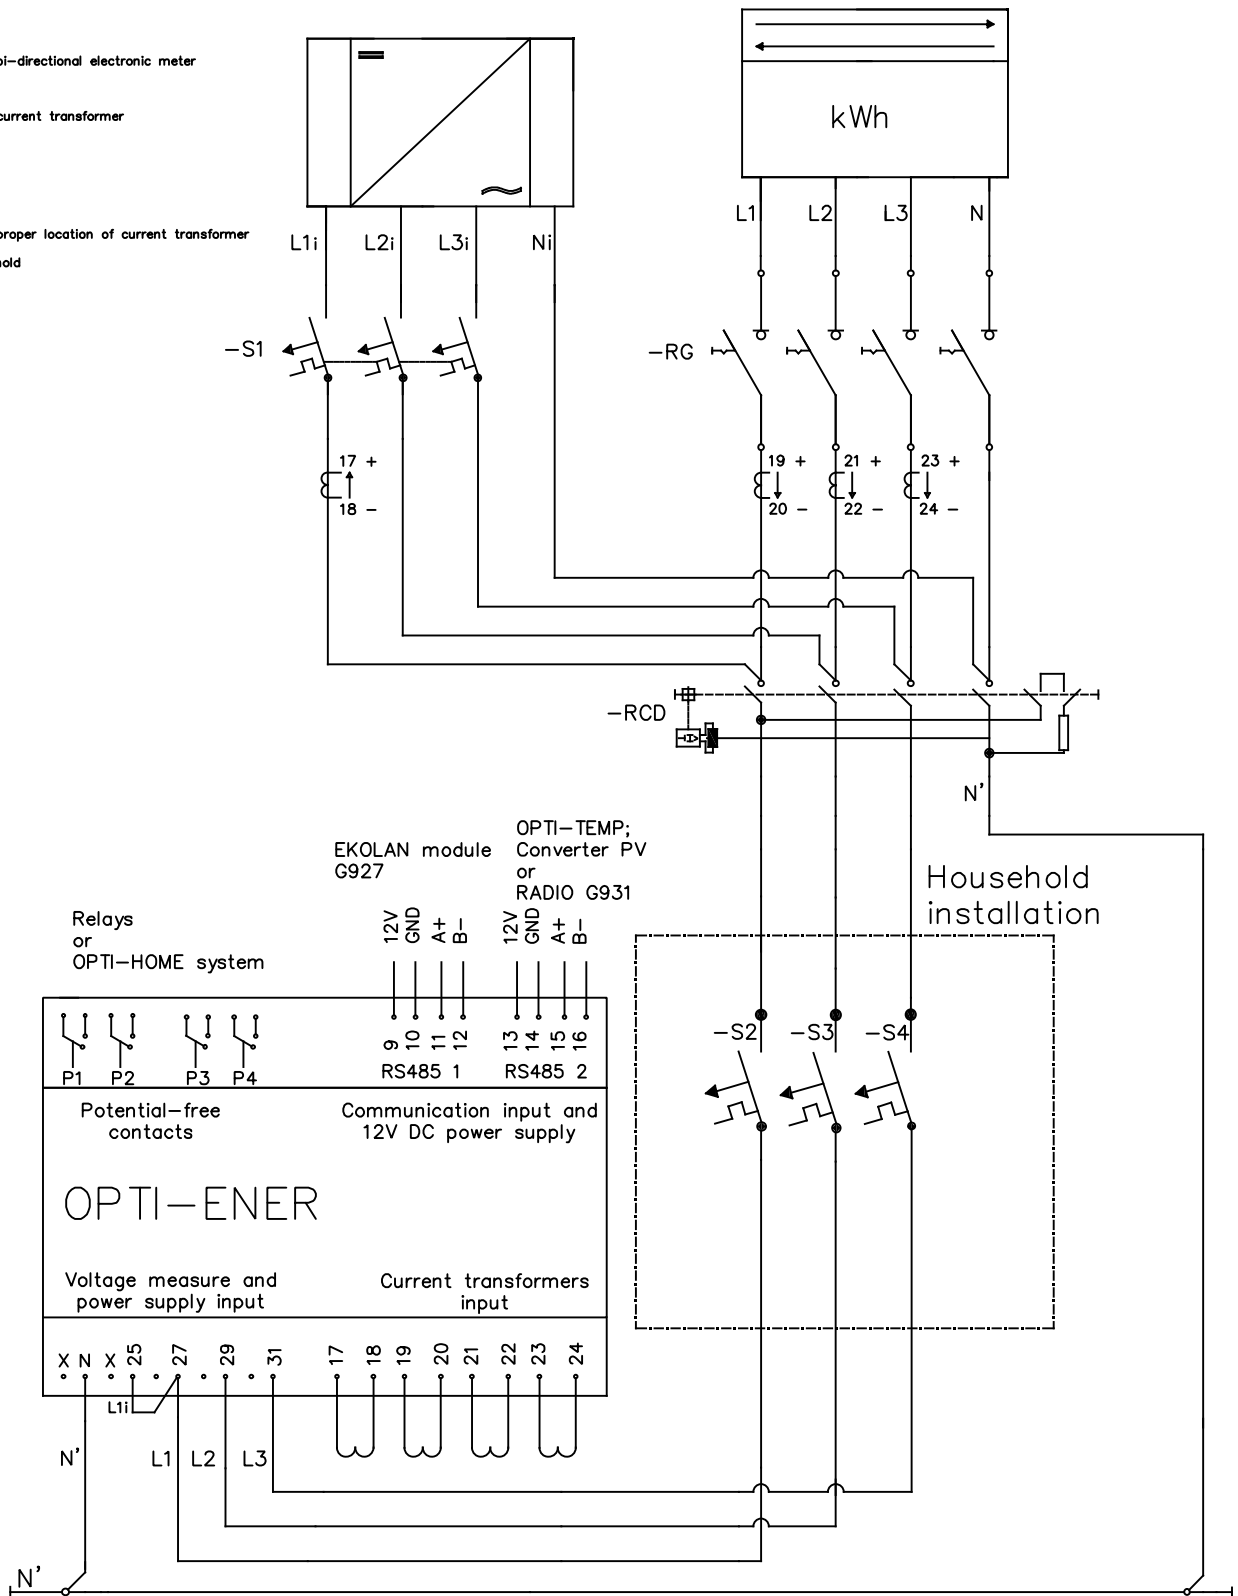 bi-directional electronic meter
current transformer
proper location of current transformer
kWh
L1i L2i L3i Ni
L1 L2 L3 N
-S1
-RG
17 +
18 -
19 +
20 -
21 +
22 -
23 +
24 -
-RCD
N'
EKOLAN module
G927
OPTI-TEMP;
Converter PV
or
RADIO G931
Household
installation
Relays
or
OPTI-HOME system
12V GND A+ B-
12V GND A+ B-
9 10 11 12
13 14 15 16
RS485 1
RS485 2
P1 P2 P3 P4
-S2 -S3 -S4
Potential-free
contacts
Communication input and
12V DC power supply
OPTI-ENER
Voltage measure and
power supply input
Current transformers
input
X N X 25 27 29 31
17 18 19 20 21 22 23 24
L1i
N' L1 L2 L3
N'